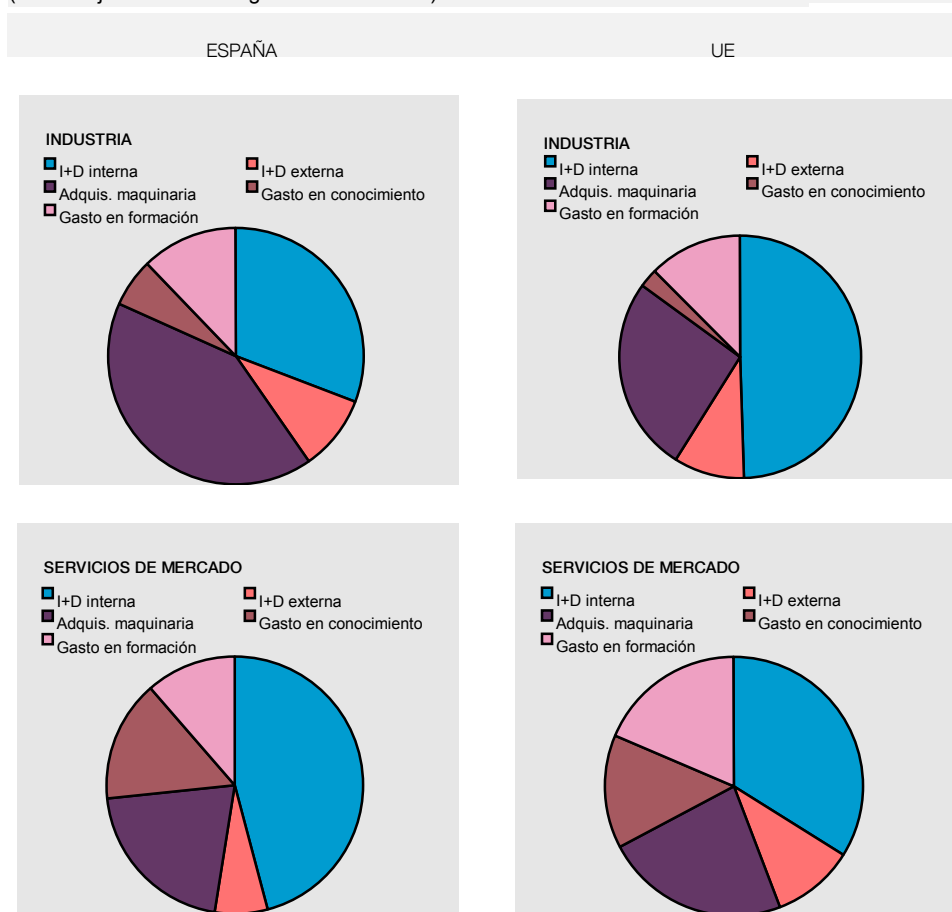 ESPAÑA
UE
INDUSTRIA
I+D interna
I+D externa
Adquis. maquinaria
Gasto en conocimiento
Gasto en formación
INDUSTRIA
I+D interna
I+D externa
Adquis. maquinaria
Gasto en conocimiento
Gasto en formación
SERVICIOS DE MERCADO
I+D interna
I+D externa
Adquis. maquinaria
Gasto en conocimiento
Gasto en formación
SERVICIOS DE MERCADO
I+D interna
I+D externa
Adquis. maquinaria
Gasto en conocimiento
Gasto en formación